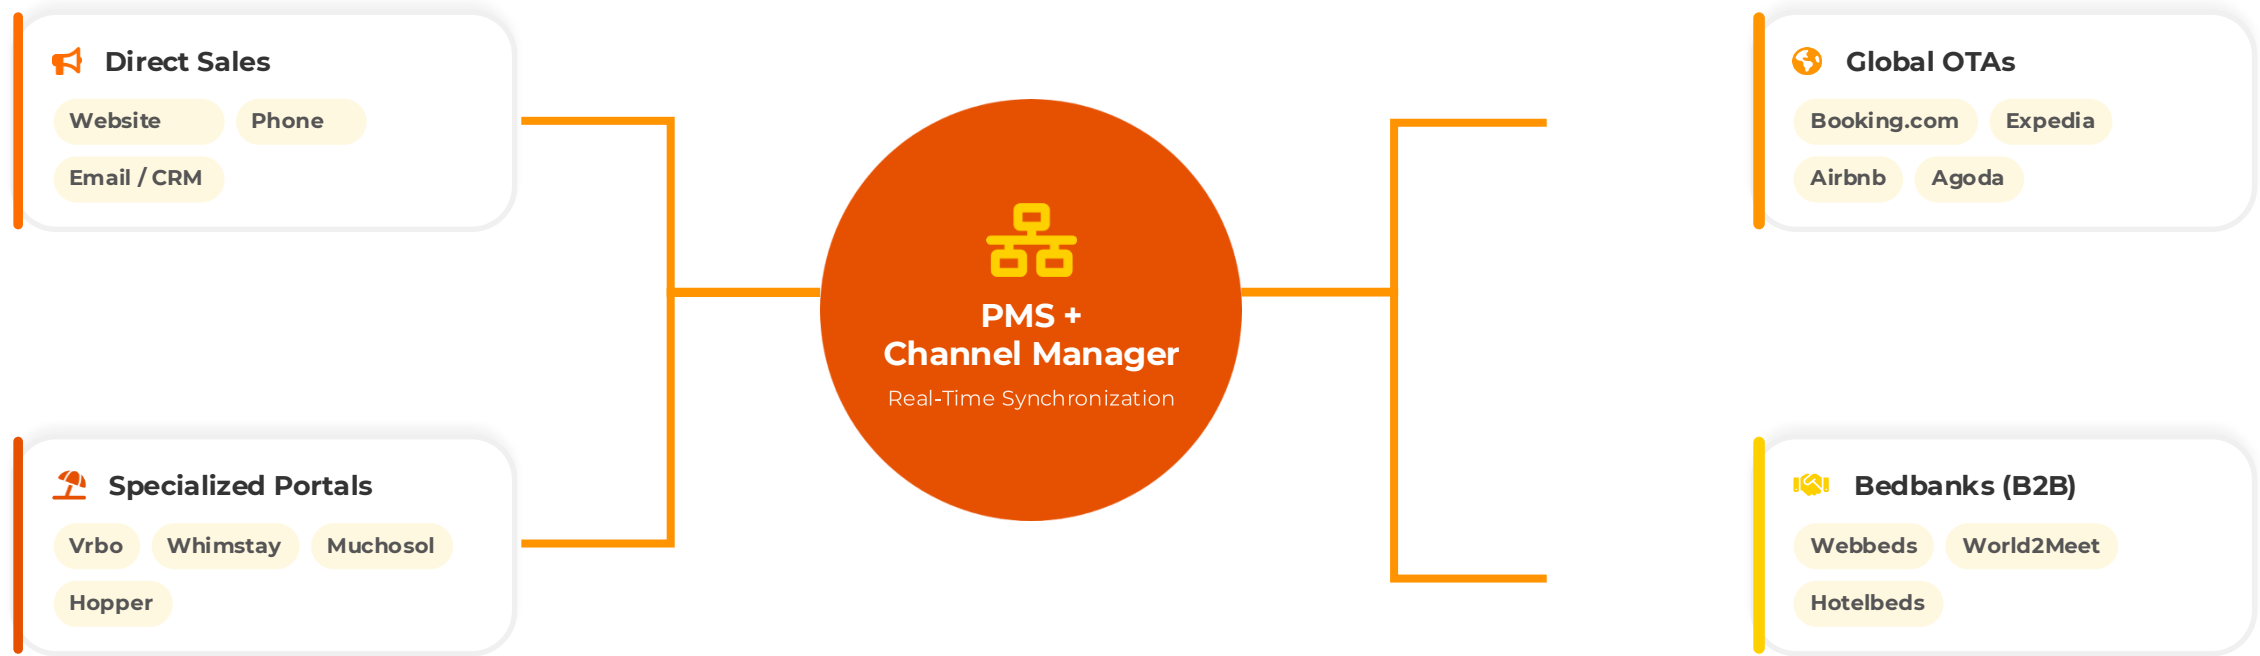 Direct Sales
Website
Phone
Email / CRM
Specialized Portals
Vrbo
Whimstay
Muchosol
Hopper
PMS +
Channel Manager
Real-Time Synchronization
Global OTAs
Booking.com
Expedia
Airbnb
Agoda
Bedbanks (B2B)
Webbeds
World2Meet
Hotelbeds